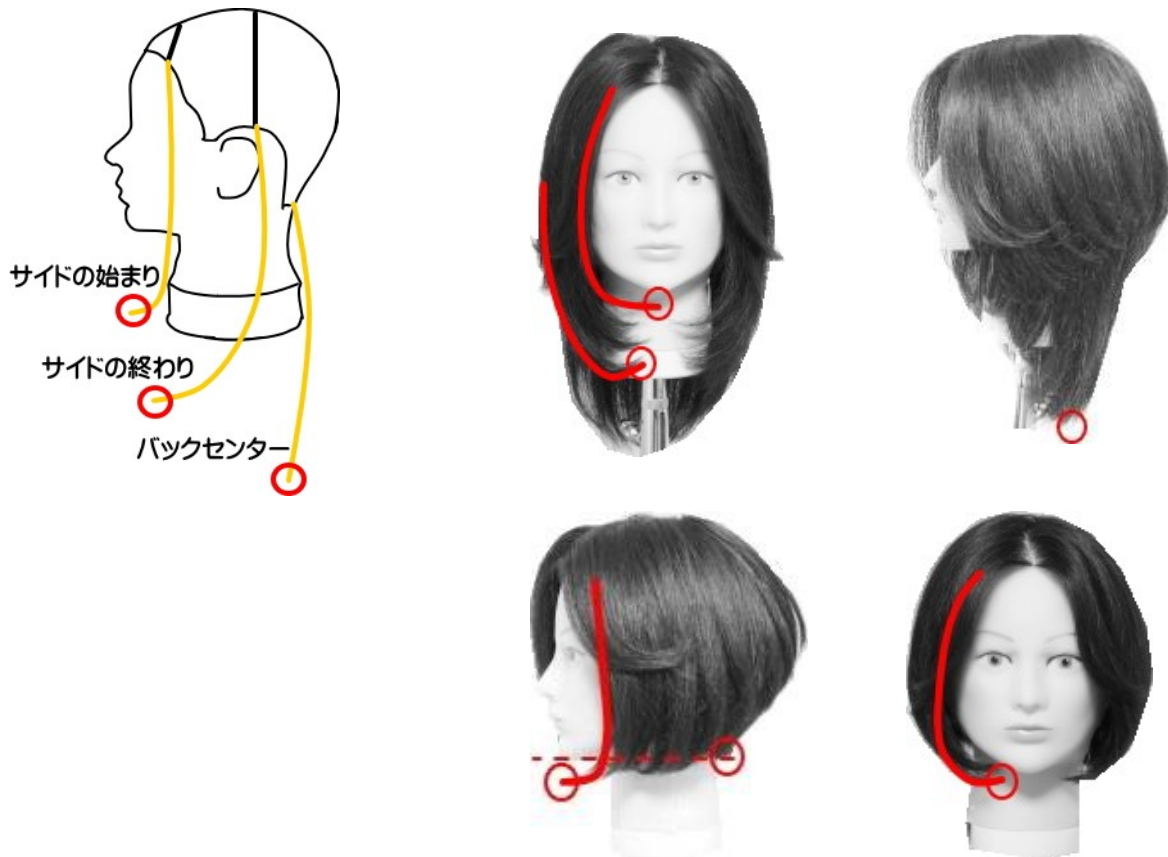 サイドの始まり
サイドの終わり
バックセンター